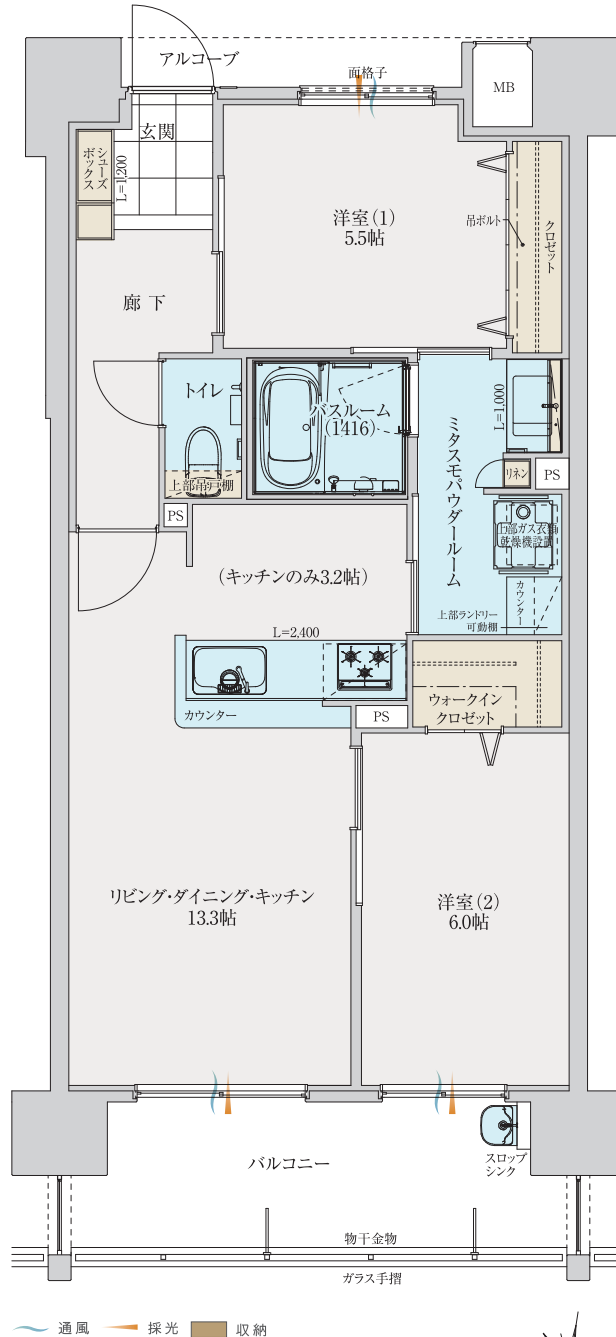 アルコーブ
面格子
MB
玄関
シューズ
ボックス
L=1,200
洋室(1)
5.5帖
吊ボルト
クロゼット
廊下
トイレ
上部吊戸棚
バスルーム
(1416)
L=1,000
ミタスモパウダールーム
リネン
PS
PS
上部ガス衣類
乾燥機設置
カウンター
上部ランドリー
可動棚
(キッチンのみ3.2帖)
L=2,400
カウンター
PS
ウォークイン
クロゼット
リビング・ダイニング・キッチン
13.3帖
洋室(2)
6.0帖
バルコニー
スロップ
シンク
物干金物
ガラス手摺
通風 採光 収納